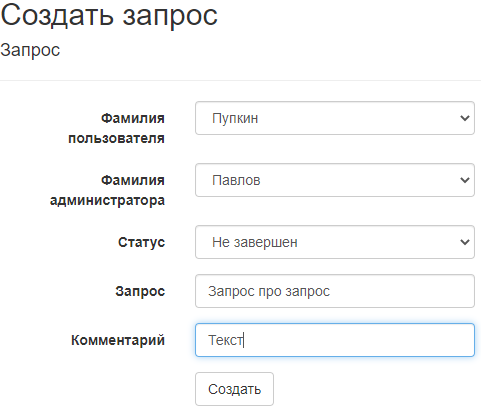 Создать запрос
Запрос
Фамилия
пользователя
Пупкин
Фамилия
администратора
Павлов
Статус
Не завершен
Запрос
Запрос про запрос
Комментарий
Текст
Создать